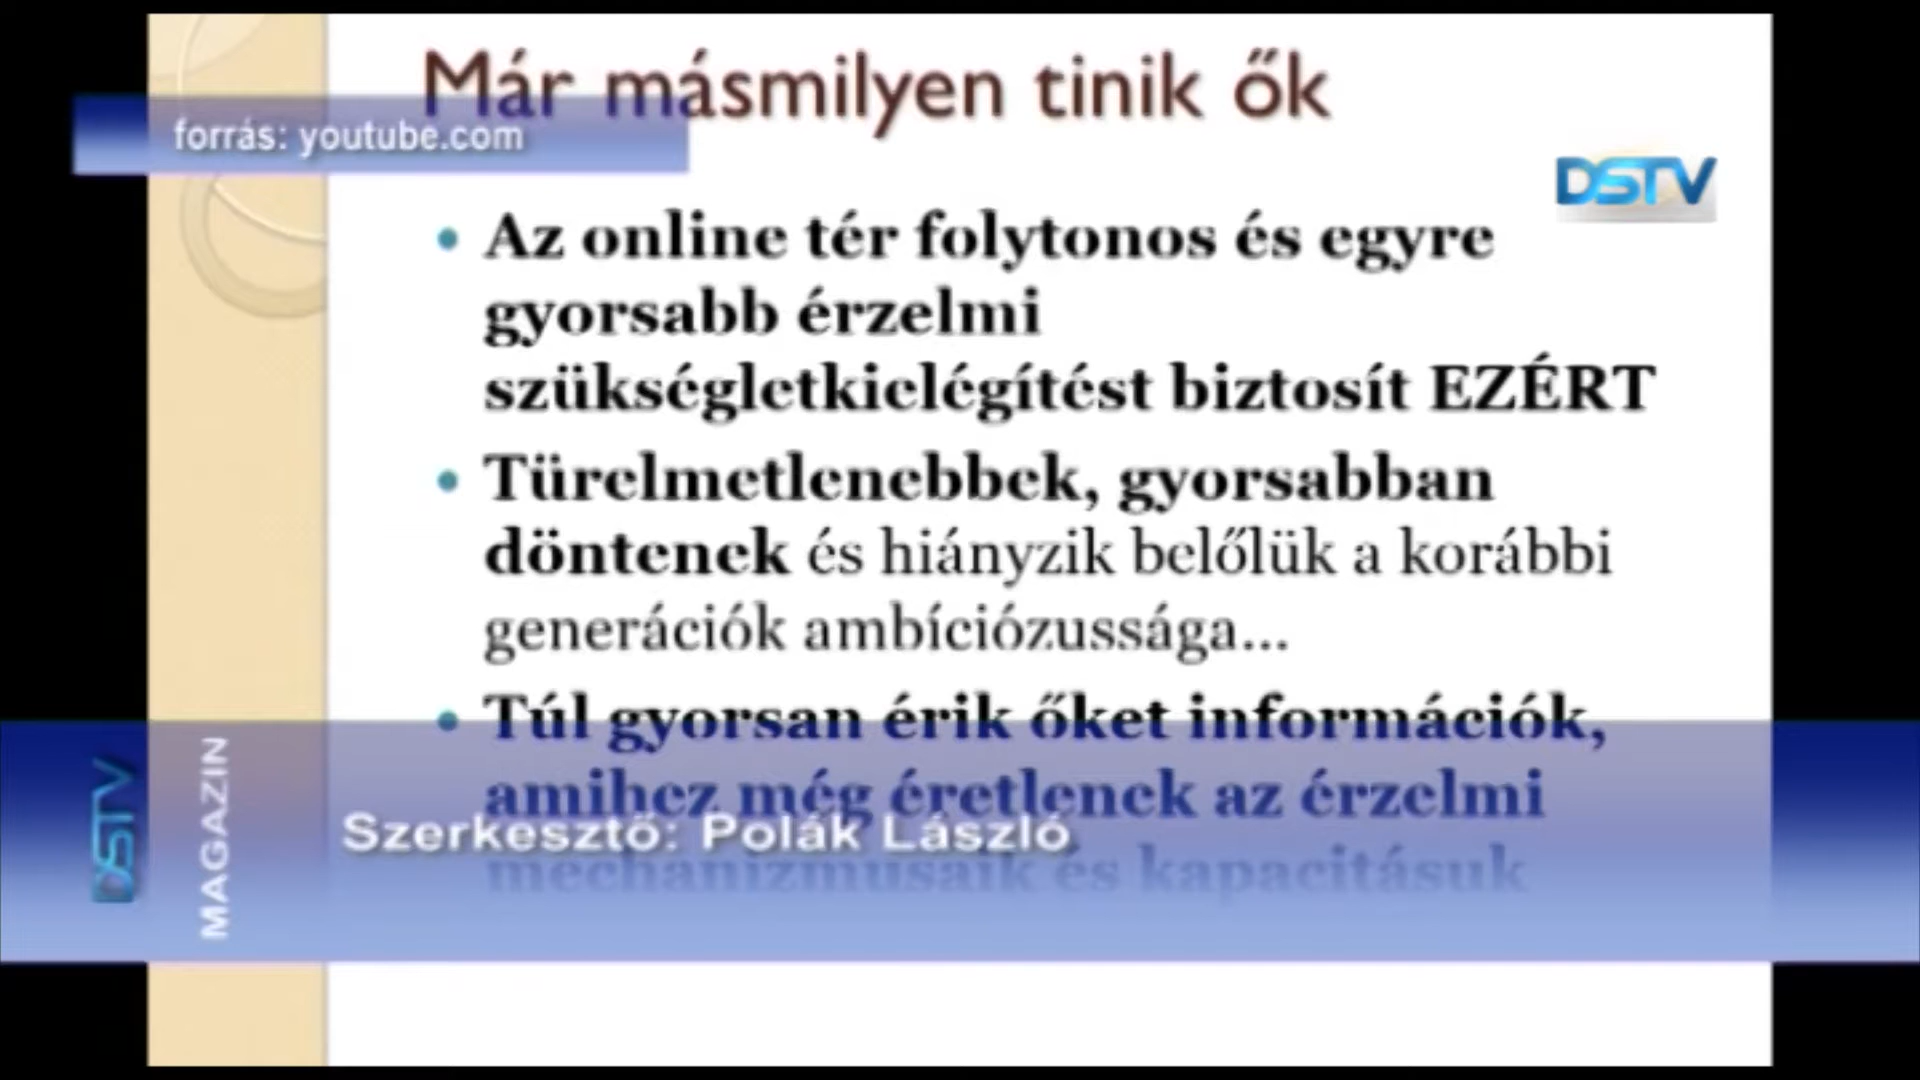 Már másmilyen tinik ők
forrás: youtube.com
DSTV
• Az online tér folytonos és egyre
gyorsabb érzelmi
szükségletkielégítést biztosít EZÉRT
• Türelmetlenebbek, gyorsabban
döntenek és hiányzik belőlük a korábbi
generációk ambíciózussága...
• Túl gyorsan érik őket információk,
amihez még éretlenek az érzelmi
mechanizmusaik és kapacitásuk
DSTV
MAGAZIN
Szerkesztő: Polák László